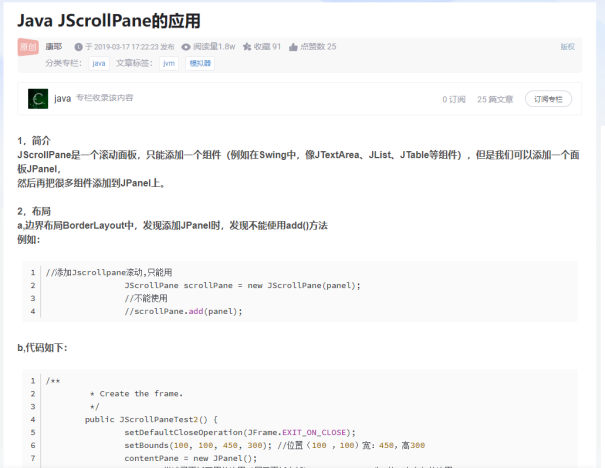 Java JScrollPane的应用
原创 唐耶 于 2019-03-17 17:22:23 发布 阅读量1.8w 收藏 91 点赞数 25 版权
分类专栏： java 文章标签： jvm 模拟器
java 专栏收录该内容 0 订阅 25 篇文章 订阅专栏
1，简介
JScrollPane是一个滚动面板，只能添加一个组件（例如在Swing中，像JTextArea、JList、JTable等组件），但是我们可以添加一个面
板JPanel，
然后再把很多组件添加到JPanel上。
2，布局
a,边界布局BorderLayout中，发现添加JPanel时，发现不能使用add()方法
例如：
1 //添加Jscrollpane滚动,只能用
2 JScrollPane scrollPane = new JScrollPane(panel);
3 //不能使用
4 //scrollPane.add(panel);
b,代码如下：
1 /**
2 * Create the frame.
3 */
4 public JScrollPaneTest2() {
5 setDefaultCloseOperation(JFrame.EXIT_ON_CLOSE);
6 setBounds(100, 100, 450, 300); //位置（100 ，100）宽：450，高300
7 contentPane = new JPanel();